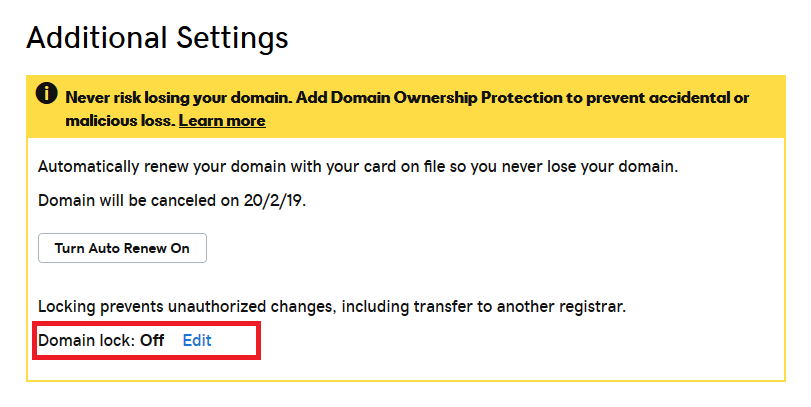 Additional Settings
Never risk losing your domain. Add Domain Ownership Protection to prevent accidental or
malicious loss. Learn more
Automatically renew your domain with your card on file so you never lose your domain.
Domain will be canceled on 20/2/19.
Turn Auto Renew On
Locking prevents unauthorized changes, including transfer to another registrar.
Domain lock: Off Edit